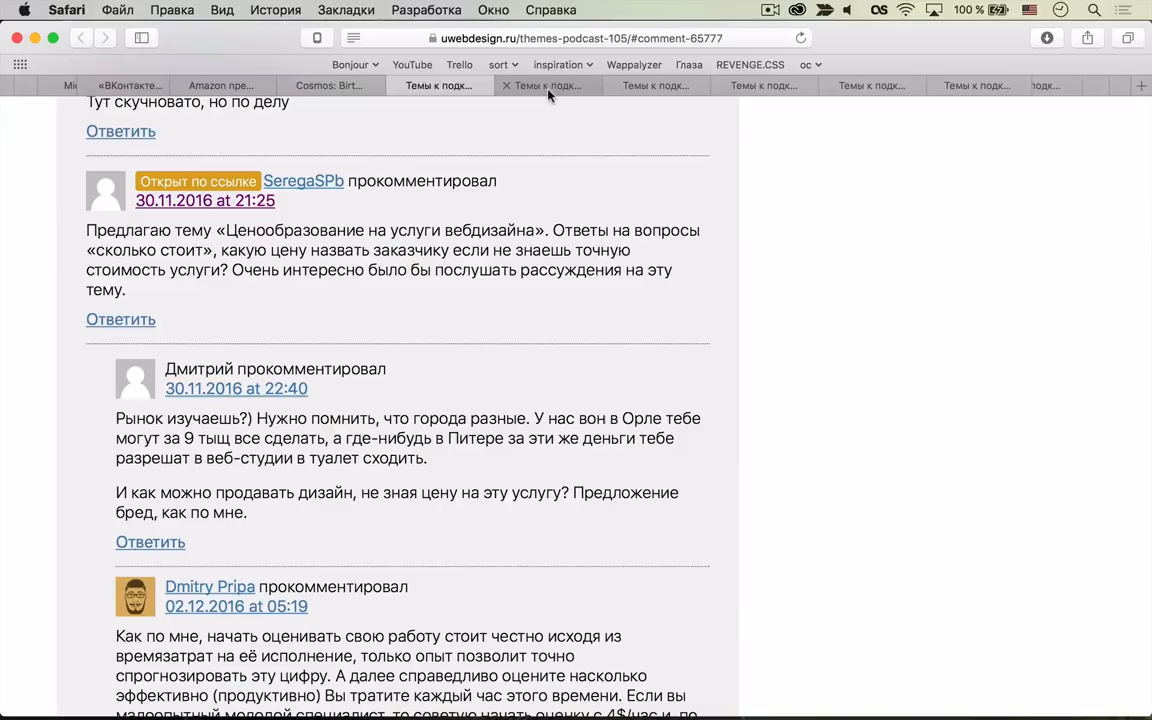 Safari Файл Правка Вид История Закладки Разработка Окно Справка 100 %
uwebdesign.ru/themes-podcast-105/#comment-65777
Bonjour YouTube Trello sort inspiration Wappalyzer Глаза REVENGE.CSS ос
«ВКонтакте... Amazon пре... Cosmos: Birt... Темы к подк... Темы к подк... Темы к подк... Темы к подк... Темы к подк... Темы к подк...
Тут скучновато, но по делу
Ответить
Открыт по ссылке SeregaSPb прокомментировал
30.11.2016 at 21:25
Предлагаю тему «Ценообразование на услуги вебдизайна». Ответы на вопросы
«сколько стоит», какую цену назвать заказчику если не знаешь точную
стоимость услуги? Очень интересно было бы послушать рассуждения на эту
тему.
Ответить
Дмитрий прокомментировал
30.11.2016 at 22:40
Рынок изучаешь?) Нужно помнить, что города разные. У нас вон в Орле тебе
могут за 9 тыщ все сделать, а где-нибудь в Питере за эти же деньги тебе
разрешат в веб-студии в туалет сходить.
И как можно продавать дизайн, не зная цену на эту услугу? Предложение
бред, как по мне.
Ответить
Dmitry Pripa прокомментировал
02.12.2016 at 05:19
Как по мне, начать оценивать свою работу стоит честно исходя из
времязатрат на её исполнение, только опыт позволит точно
спрогнозировать эту цифру. А далее справедливо оцените насколько
эффективно (продуктивно) Вы тратите каждый час этого времени. Если вы
малоопытный молодой специалист, то советую начать оценку с 4$/час и, по